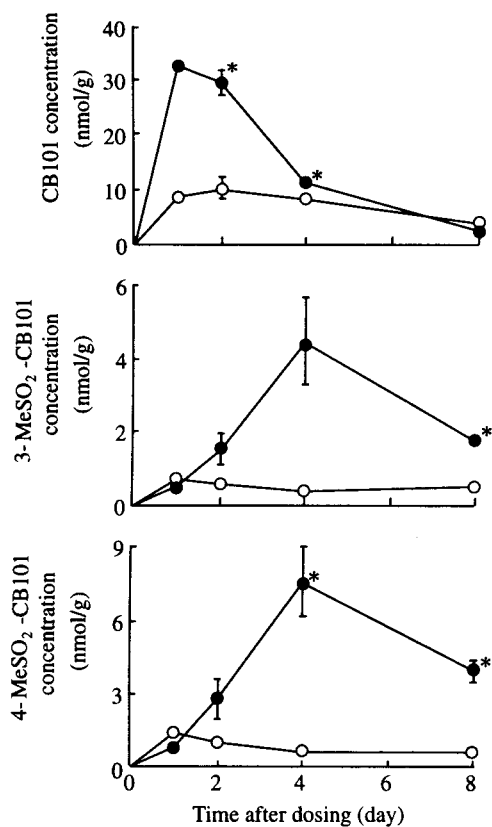 40
30
20
10
0
CB101 concentration
(nmol/g)
*
*
6
4
2
0
3-MeSO2-CB101
concentration
(nmol/g)
*
9
7
3
0
4-MeSO2-CB101
concentration
(nmol/g)
*
*
0 2 4 6 8
Time after dosing (day)